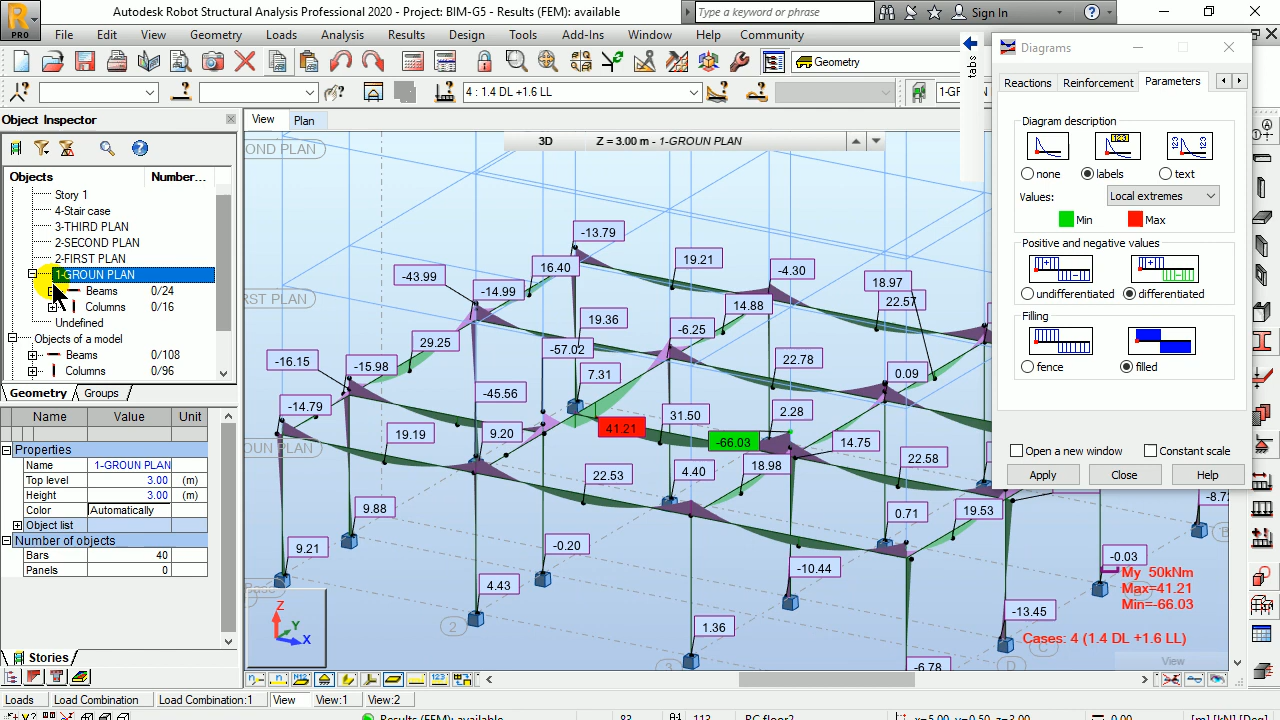 Autodesk Robot Structural Analysis Professional 2020 - Project: BIM-G5 - Results (FEM): available
Type a keyword or phrase
Sign In
PRO
File Edit View Geometry Loads Analysis Results Design Tools Add-Ins Window Help Community
Geometry
4 : 1.4 DL +1.6 LL
tabs
Object Inspector
View Plan
3D Z = 3.00 m - 1-GROUN PLAN
Objects Number...
Story 1
4-Stair case
3-THIRD PLAN
2-SECOND PLAN
2-FIRST PLAN
1-GROUN PLAN
Beams 0/24
Columns 0/16
Undefined
Objects of a model
Beams 0/108
Columns 0/96
Geometry Groups
Name Value Unit
Properties
Name 1-GROUN PLAN
Top level 3.00 (m)
Height 3.00 (m)
Color Automatically
Object list
Number of objects
Bars 40
Panels 0
Stories
OND PLAN
RST PLAN
OUN PLAN
-13.79
19.21
-4.30
16.40
-43.99
-14.99
18.97
22.57
14.88
19.36
-6.25
29.25
-57.02
22.78
-16.15
-15.98
7.31
0.09
-45.56
-14.79
31.50
2.28
41.21
-66.03
14.75
19.19
9.20
22.58
18.98
22.53
4.40
19.53
9.88
0.71
-8.72
9.21
-0.20
-0.03
-10.44
4.43
-13.45
1.36
-6.78
2
3
D
C
B
Z
Y
X
My 50kNm
Max=41.21
Min=-66.03
Cases: 4 (1.4 DL +1.6 LL)
View
Diagrams
Reactions Reinforcement Parameters
Diagram description
none labels text
Values: Local extremes
Min Max
Positive and negative values
undifferentiated differentiated
Filling
fence filled
Open a new window Constant scale
Apply Close Help
Loads Load Combination Load Combination:1 View View:1 View:2
Results (FEM): available